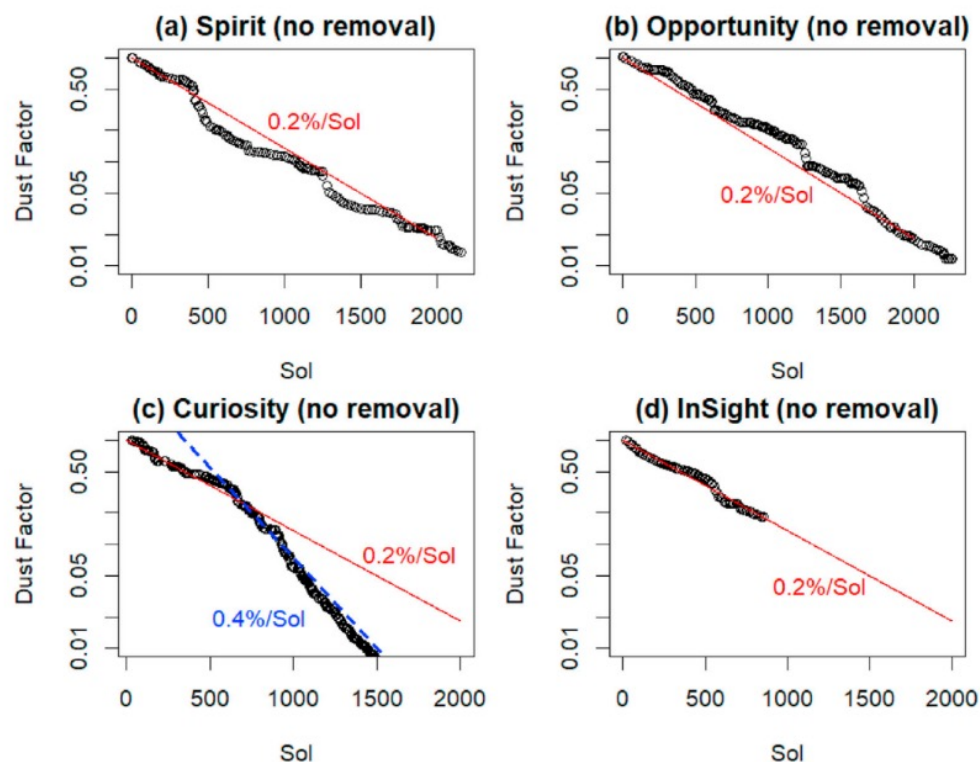 (a) Spirit (no removal)
Dust Factor
0.50
0.05
0.01
0.2%/Sol
0 500 1000 1500 2000
Sol
(b) Opportunity (no removal)
Dust Factor
0.50
0.05
0.01
0.2%/Sol
0 500 1000 1500 2000
Sol
(c) Curiosity (no removal)
Dust Factor
0.50
0.05
0.01
0.2%/Sol
0.4%/Sol
0 500 1000 1500 2000
Sol
(d) InSight (no removal)
Dust Factor
0.50
0.05
0.01
0.2%/Sol
0 500 1000 1500 2000
Sol